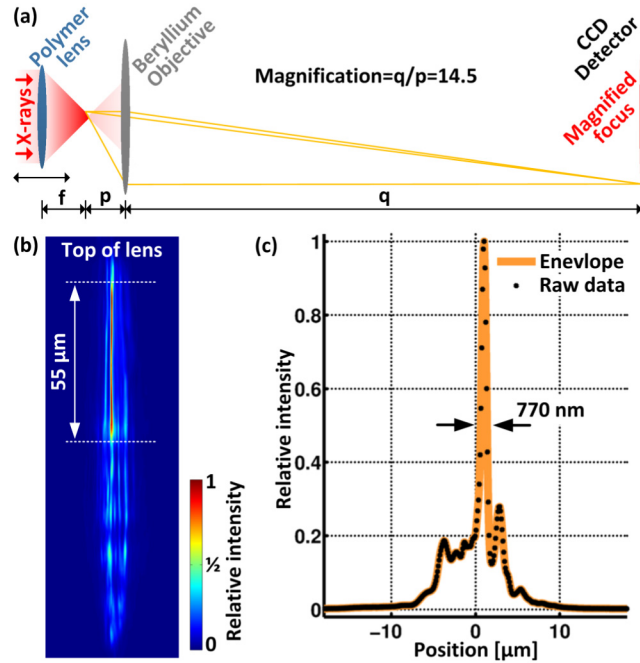 (a)
Polymer
lens
X-rays
Beryllium
Objective
Magnification=q/p=14.5
CCD
Detector
Magnified
focus
f
p
q
(b)
Top of lens
55 μm
1
½
0
Relative intensity
(c)
Enevlope
Raw data
770 nm
Relative intensity
1
0.8
0.6
0.4
0.2
0
−10
0
10
Position [μm]